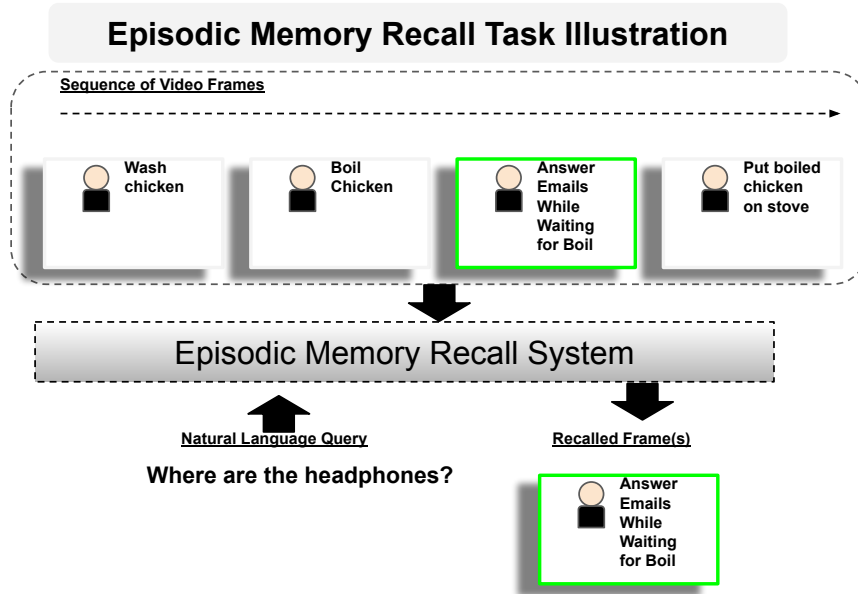 Episodic Memory Recall Task Illustration
Sequence of Video Frames
Wash
chicken
Boil
Chicken
Answer
Emails
While
Waiting
for Boil
Put boiled
chicken
on stove
Episodic Memory Recall System
Natural Language Query
Where are the headphones?
Recalled Frame(s)
Answer
Emails
While
Waiting
for Boil